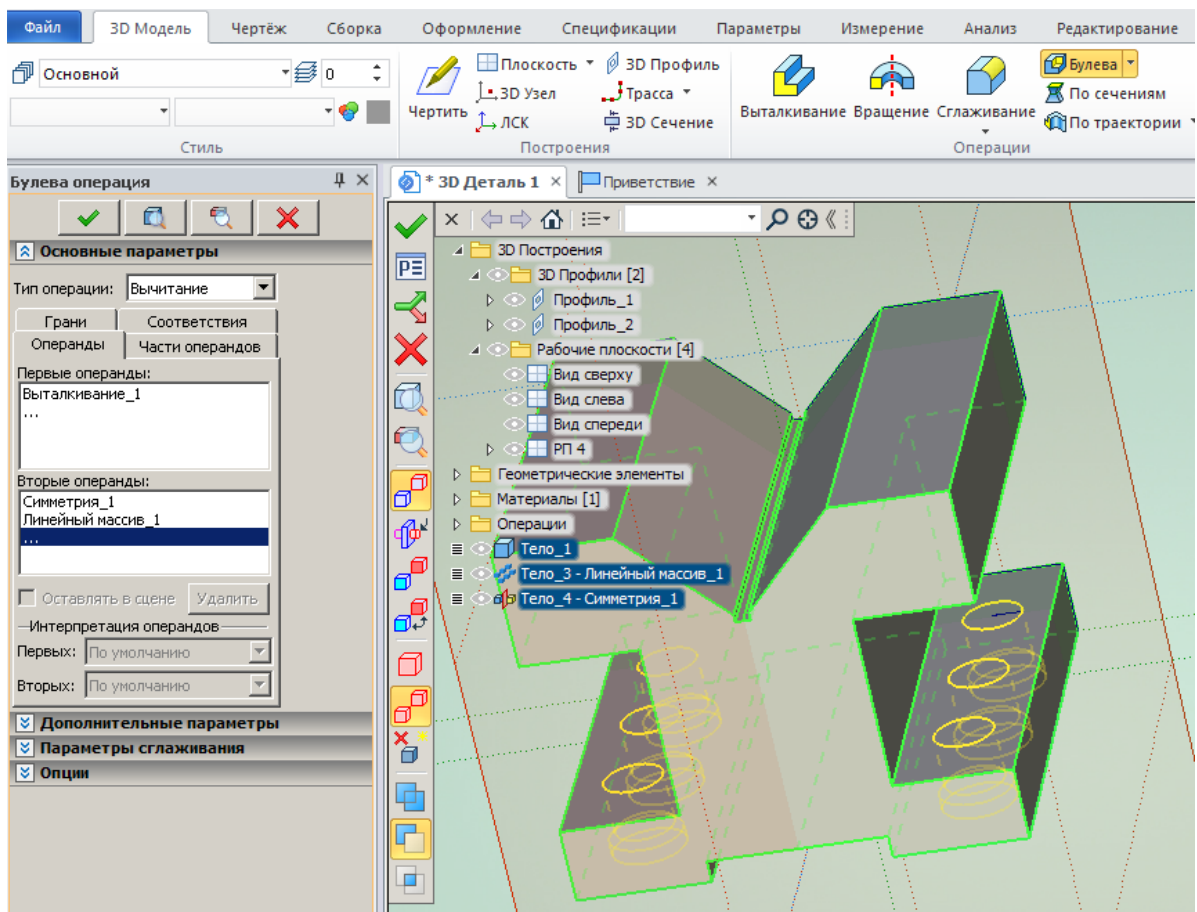 Файл 3D Модель Чертёж Сборка Оформление Спецификации Параметры Измерение Анализ Редактирование
Основной 0
Чертить
Плоскость 3D Профиль
3D Узел Трасса
ЛСК 3D Сечение
Выталкивание Вращение Сглаживание
Булева
По сечениям
По траектории
Стиль Построения Операции
Булева операция
* 3D Деталь 1 Приветствие
Основные параметры
Тип операции: Вычитание
Грани Соответствия
Операнды Части операндов
Первые операнды:
Выталкивание_1
...
Вторые операнды:
Симметрия_1
Линейный массив_1
...
Оставлять в сцене Удалить
Интерпретация операндов
Первых: По умолчанию
Вторых: По умолчанию
Дополнительные параметры
Параметры сглаживания
Опции
3D Построения
3D Профили [2]
Профиль_1
Профиль_2
Рабочие плоскости [4]
Вид сверху
Вид слева
Вид спереди
РП 4
Геометрические элементы
Материалы [1]
Операции
Тело_1
Тело_3 - Линейный массив_1
Тело_4 - Симметрия_1